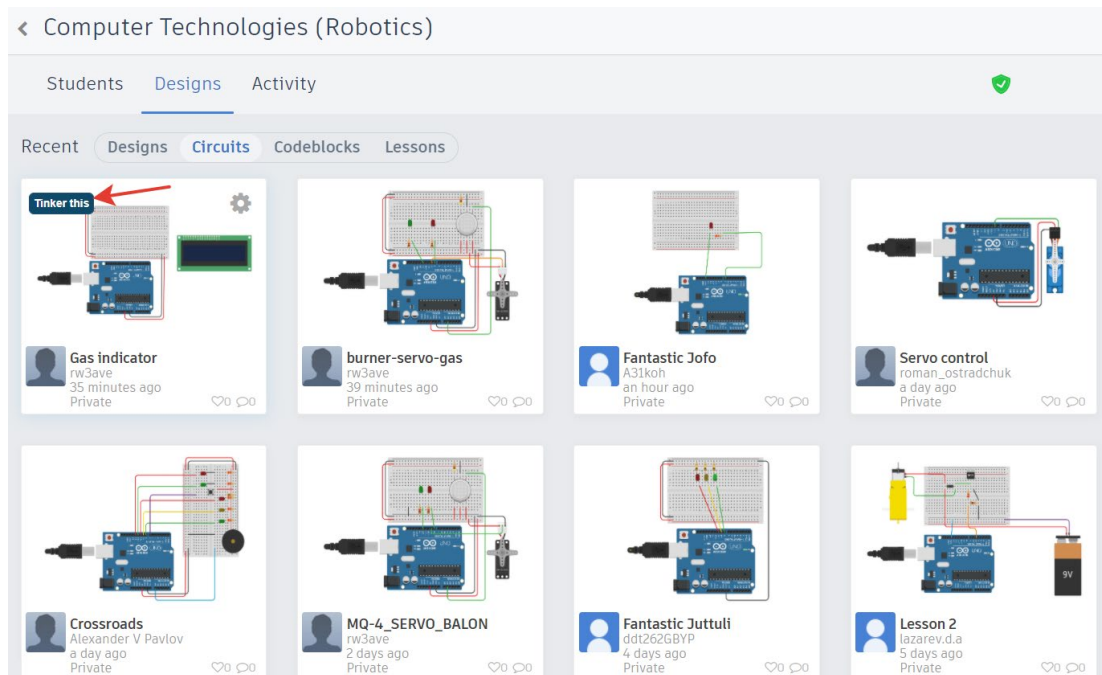 Computer Technologies (Robotics)
Students Designs Activity
Recent Designs Circuits Codeblocks Lessons
Tinker this
Gas indicator
rw3ave
35 minutes ago
Private
0 0
burner-servo-gas
rw3ave
39 minutes ago
Private
0 0
Fantastic Jofo
A31koh
an hour ago
Private
0 0
Servo control
roman_ostradchuk
a day ago
Private
0 0
Crossroads
Alexander V Pavlov
a day ago
Private
0 0
MQ-4_SERVO_BALON
rw3ave
2 days ago
Private
0 0
Fantastic Juttuli
ddt262GBYP
4 days ago
Private
0 0
9V
Lesson 2
lazarev.d.a
5 days ago
Private
0 0